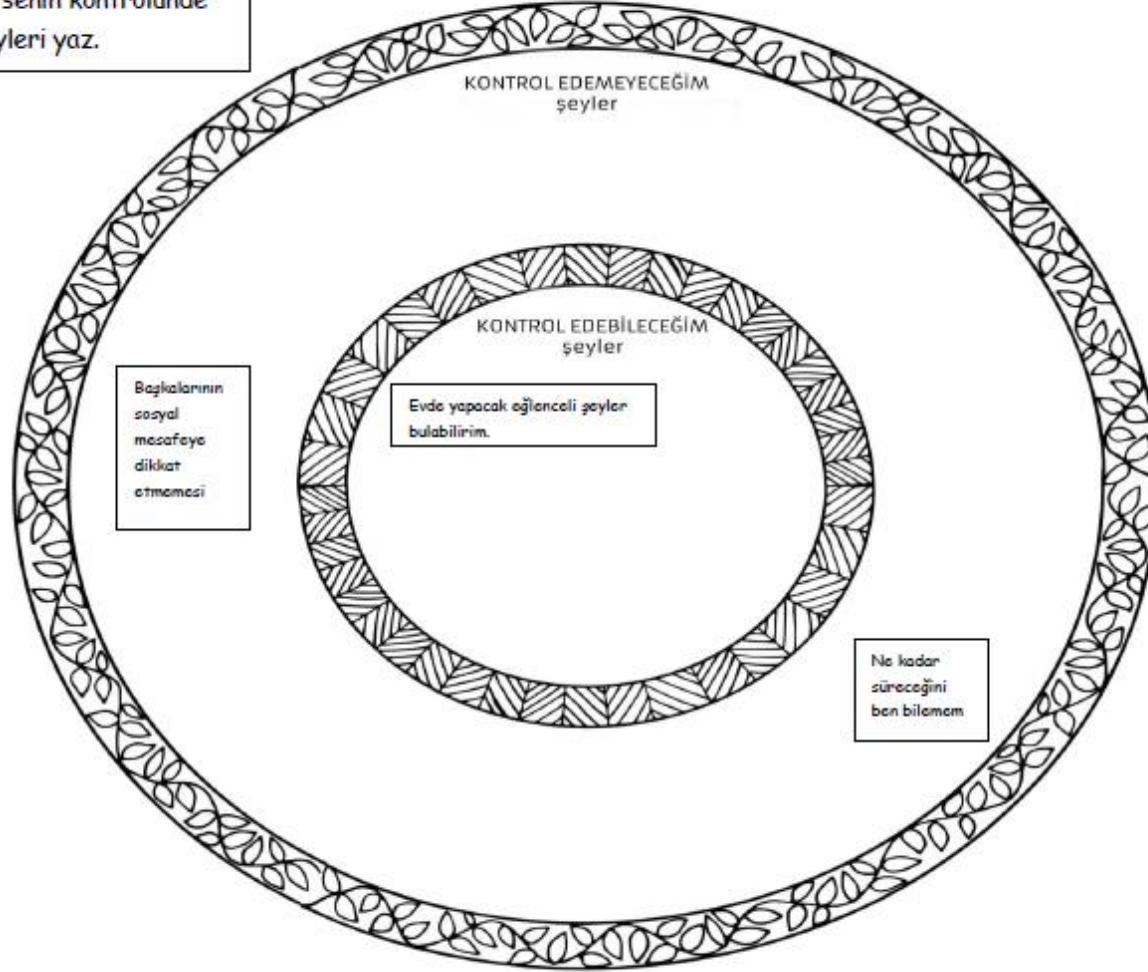 senin kontrolünde
yleri yaz.
KONTROL EDEMEYECEĞİM
şeyler
KONTROL EDEBİLECEĞİM
şeyler
Başkalarının
sosyal
mesafeye
dikkat
etmemesi
Evde yapacak eğlenceli şeyler
bulabilirim.
Ne kadar
süreceğini
ben bilemem